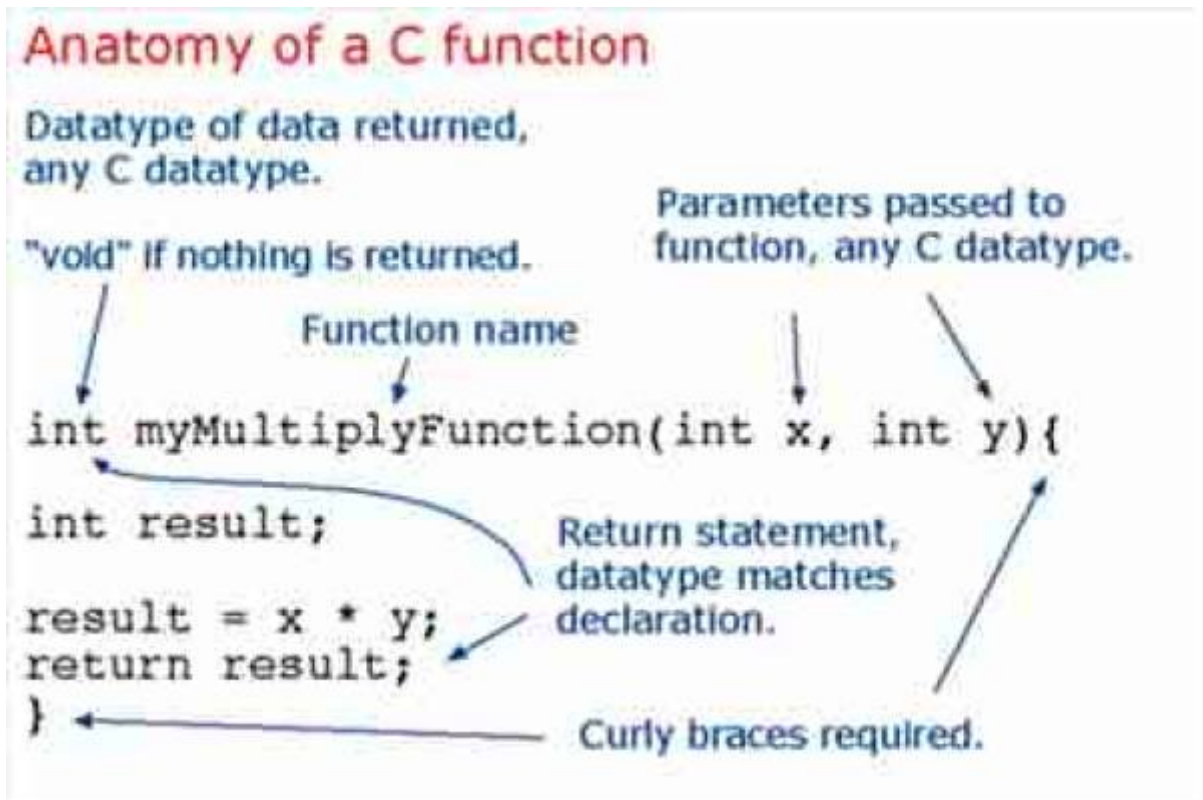 Anatomy of a C function
Datatype of data returned,
any C datatype.
"void" if nothing is returned.
Parameters passed to
function, any C datatype.
Function name
int myMultiplyFunction(int x, int y){
int result;
Return statement,
datatype matches
declaration.
result = x * y;
return result;
}
Curly braces required.